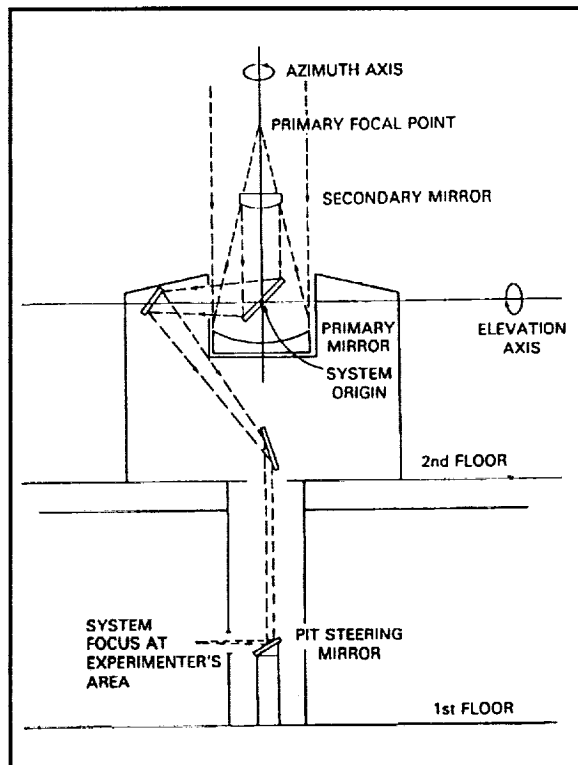 AZIMUTH AXIS
PRIMARY FOCAL POINT
SECONDARY MIRROR
PRIMARY
MIRROR
SYSTEM
ORIGIN
ELEVATION
AXIS
2nd FLOOR
SYSTEM
FOCUS AT
EXPERIMENTER'S
AREA
PIT STEERING
MIRROR
1st FLOOR